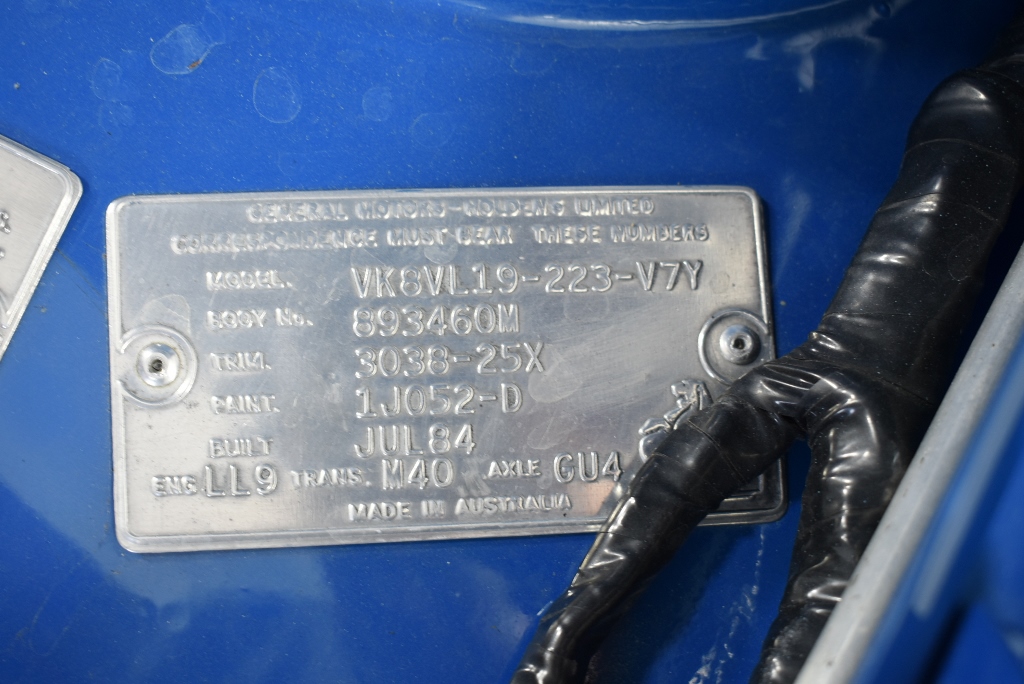 GENERAL MOTORS-HOLDEN'S LIMITED
CORRESPONDENCE MUST BEAR THESE NUMBERS
MODEL. VK8VL19-223-V7Y
BODY No. 893460M
TRIM. 3038-25X
PAINT. 1J052-D
BUILT JUL84
ENG LL9 TRANS. M40 AXLE GU4
MADE IN AUSTRALIA